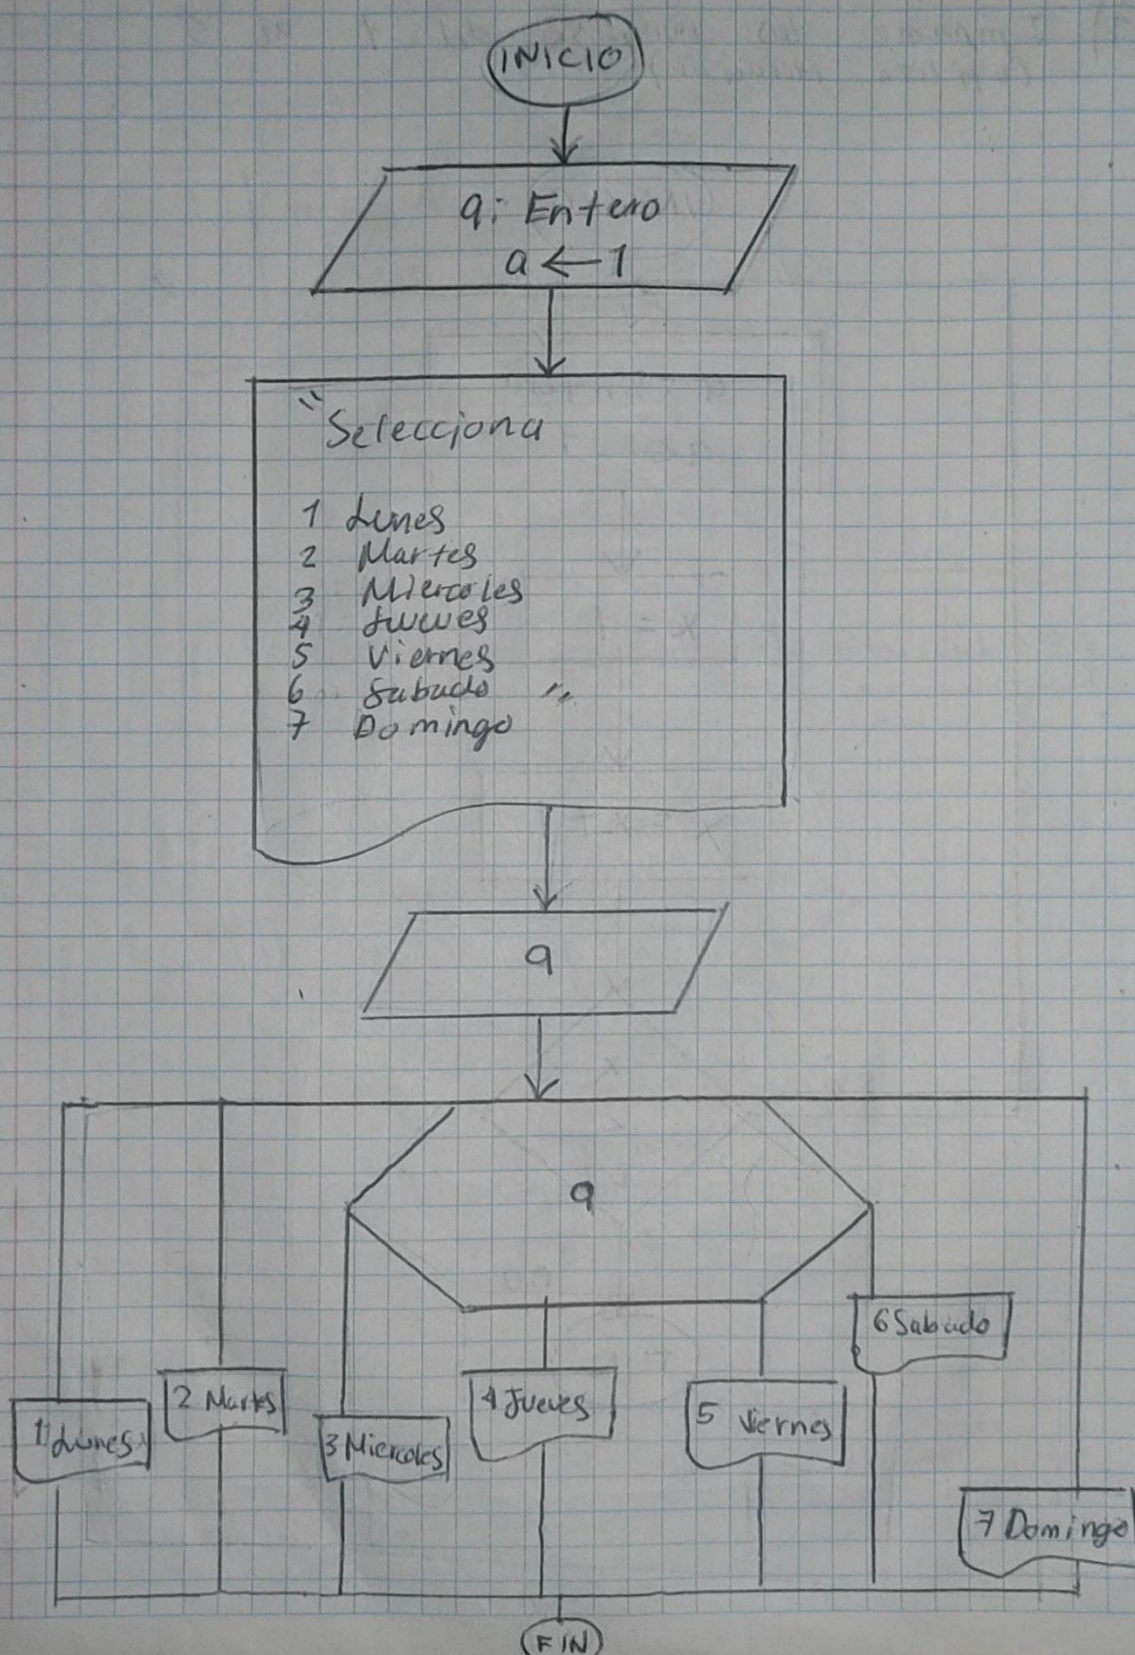 INICIO
a: Entero
a ← 1
"Selecciona
1 Lunes
2 Martes
3 Miercoles
4 Jueves
5 Viernes
6 Sabado "
7 Domingo
a
a
6 Sabado
2 Martes
4 Jueves
5 Viernes
1 Lunes
3 Miercoles
7 Domingo
FIN